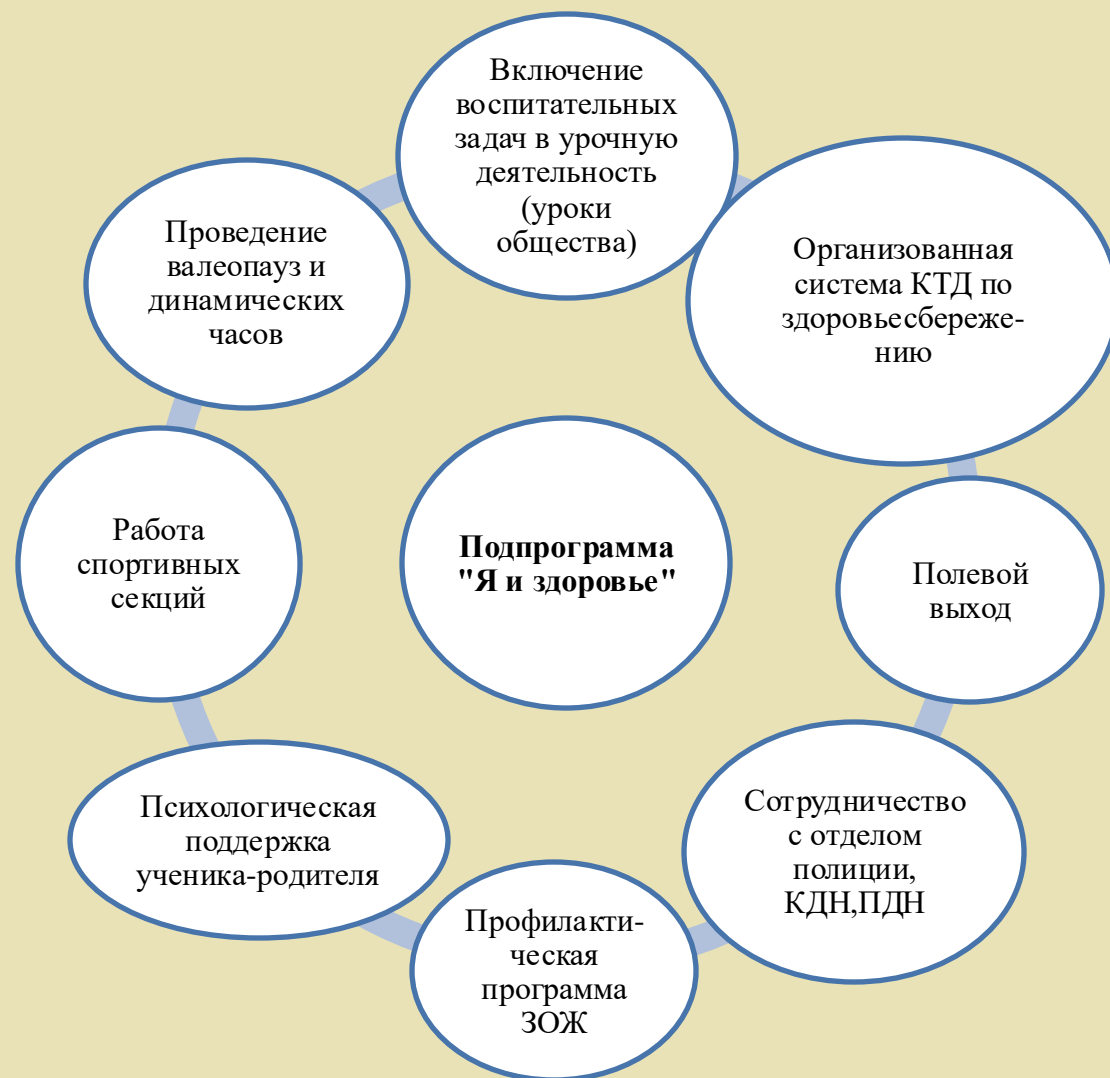 Включение
воспитательных
задач в урочную
деятельность
(уроки
общества)
Организованная
система КТД по
здоровьесбереже-
нию
Полевой
выход
Сотрудничество
с отделом
полиции,
КДН,ПДН
Профилакти-
ческая
программа
ЗОЖ
Психологическая
поддержка
ученика-родителя
Работа
спортивных
секций
Проведение
валеопауз и
динамических
часов
Подпрограмма
"Я и здоровье"